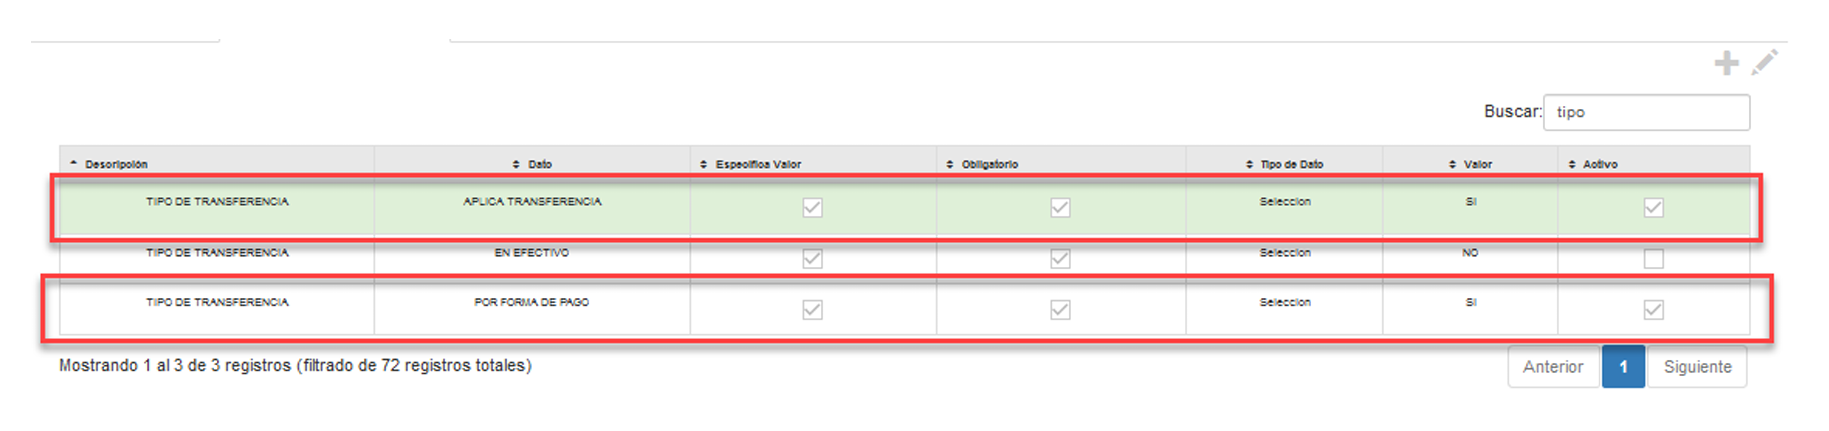 Buscar: tipo
Descripción Dato Especifica Valor Obligatorio Tipo de Dato Valor Activo
TIPO DE TRANSFERENCIA APLICA TRANSFERENCIA Seleccion SI
TIPO DE TRANSFERENCIA EN EFECTIVO Seleccion NO
TIPO DE TRANSFERENCIA POR FORMA DE PAGO Seleccion SI
Mostrando 1 al 3 de 3 registros (filtrado de 72 registros totales)
Anterior 1 Siguiente